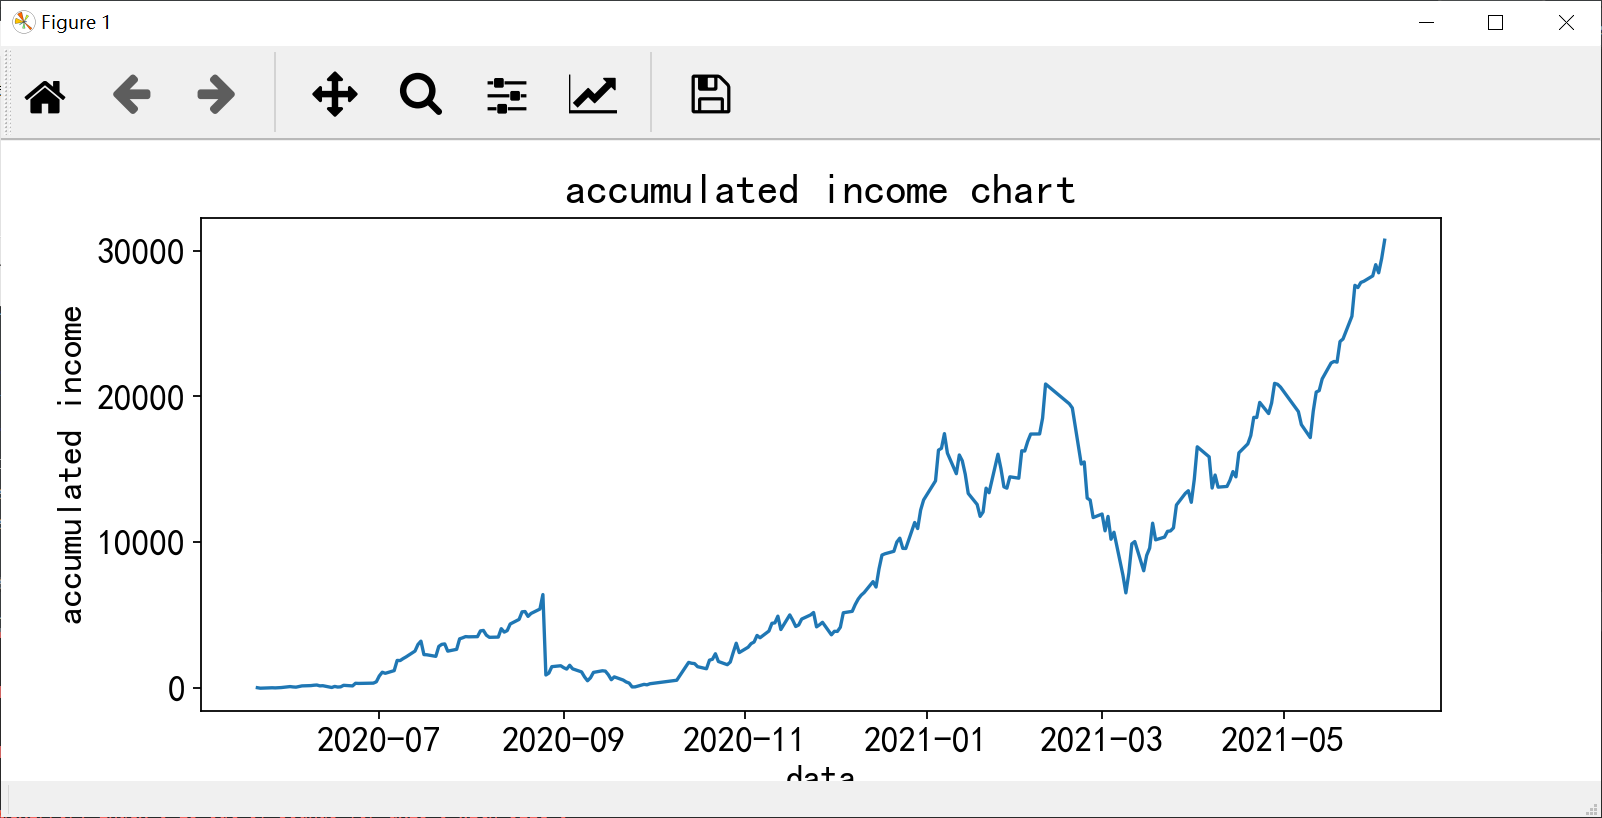 Figure 1
accumulated income chart
accumulated income
30000
20000
10000
0
2020-07 2020-09 2020-11 2021-01 2021-03 2021-05
data